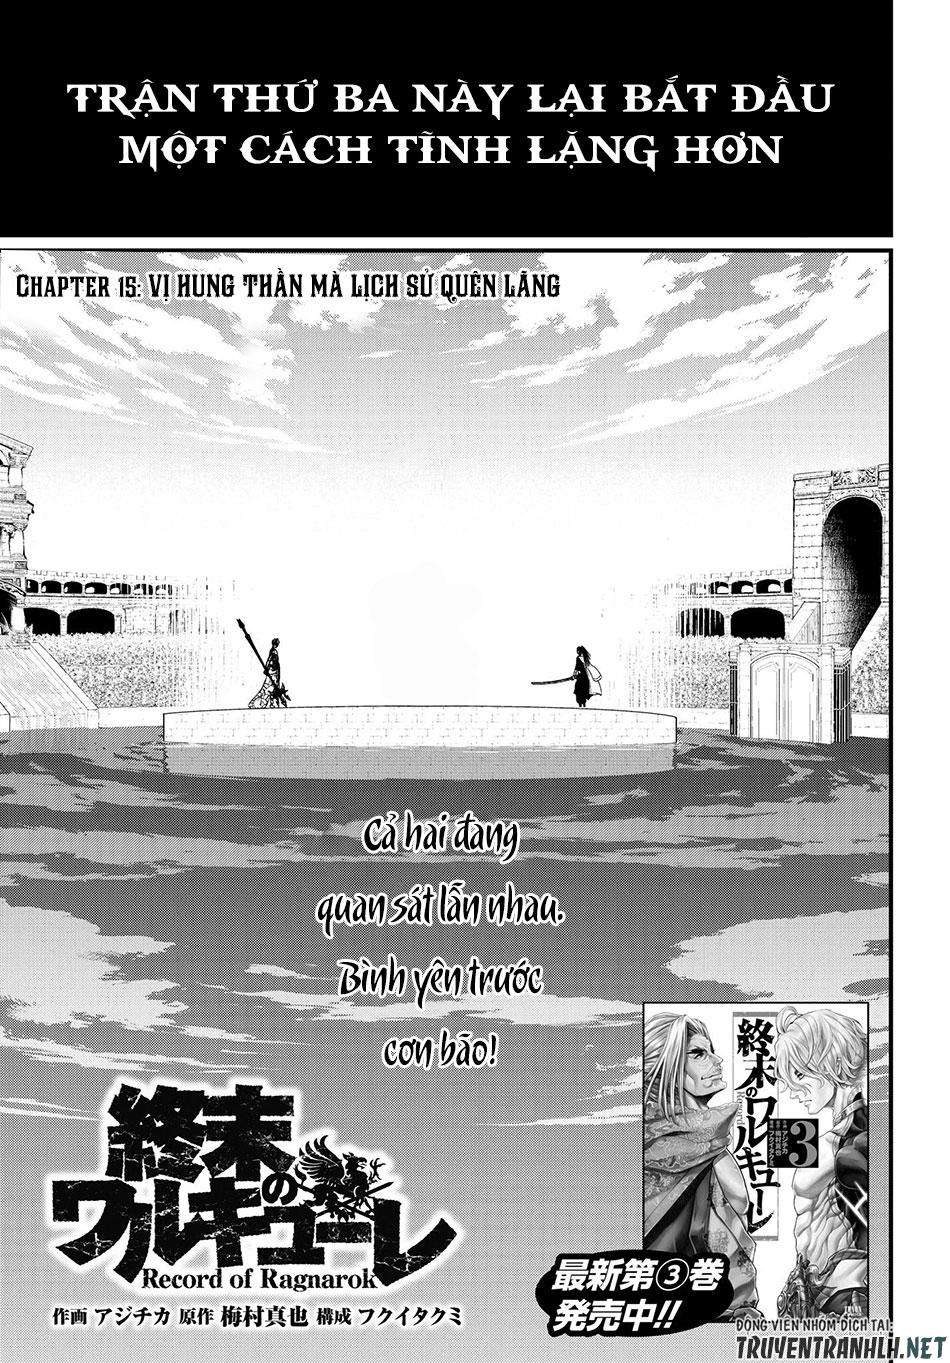 TRẬN THỨ BA NÀY LẠI BẮT ĐẦU
MỘT CÁCH TĨNH LẶNG HƠN
CHAPTER 15: VỊ HUNG THẦN MÀ LỊCH SỬ QUÊN LÃNG
Cả hai đang
quan sát lẫn nhau.
Bình yên trước
cơn bão!
終末の
ワルキューレ
Record of Ragnarok
作画 アジチカ 原作 梅村真也 構成 フクイタクミ
終末のワルキューレ
3
最新第③巻
発売中!!
ĐỘNG VIÊN NHÓM DỊCH TẠI:
TRUYENTRANHLH.NET